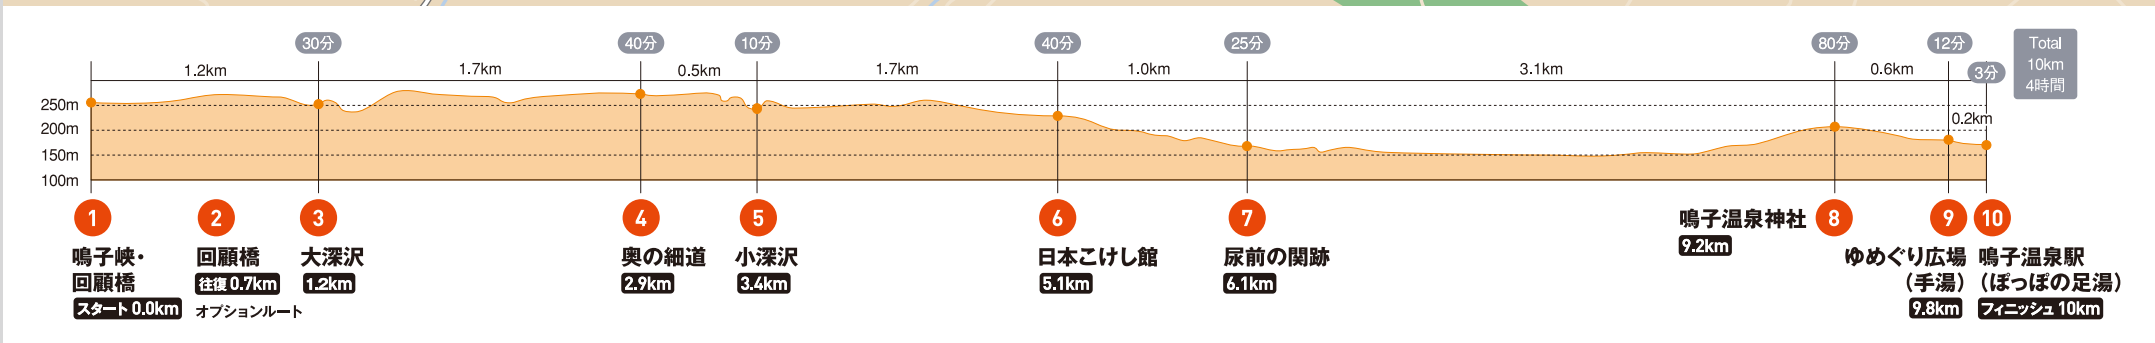 30分
40分
10分
40分
25分
80分
12分
3分
Total
10km
4時間
1.2km
1.7km
0.5km
1.7km
1.0km
3.1km
0.6km
0.2km
250m
200m
150m
100m
1
鳴子峡・
回顧橋
スタート 0.0km
2
回顧橋
往復 0.7km
オプションルート
3
大深沢
1.2km
4
奥の細道
2.9km
5
小深沢
3.4km
6
日本こけし館
5.1km
7
尿前の関跡
6.1km
鳴子温泉神社
9.2km
8
9
ゆめぐり広場
（手湯）
9.8km
10
鳴子温泉駅
（ぽっぽの足湯）
フィニッシュ 10km